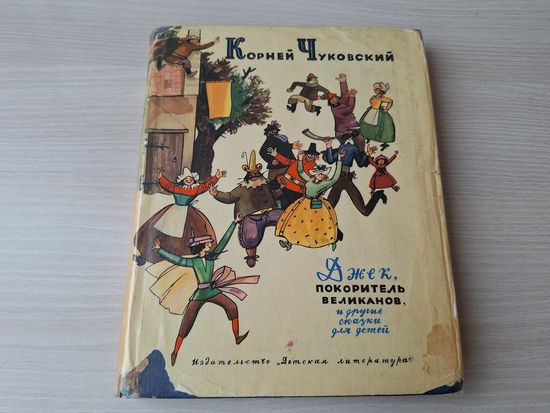 Корней Чуковский
Джек,
покоритель
великанов,
и другие
сказки
для детей
Издательство „Детская литература"